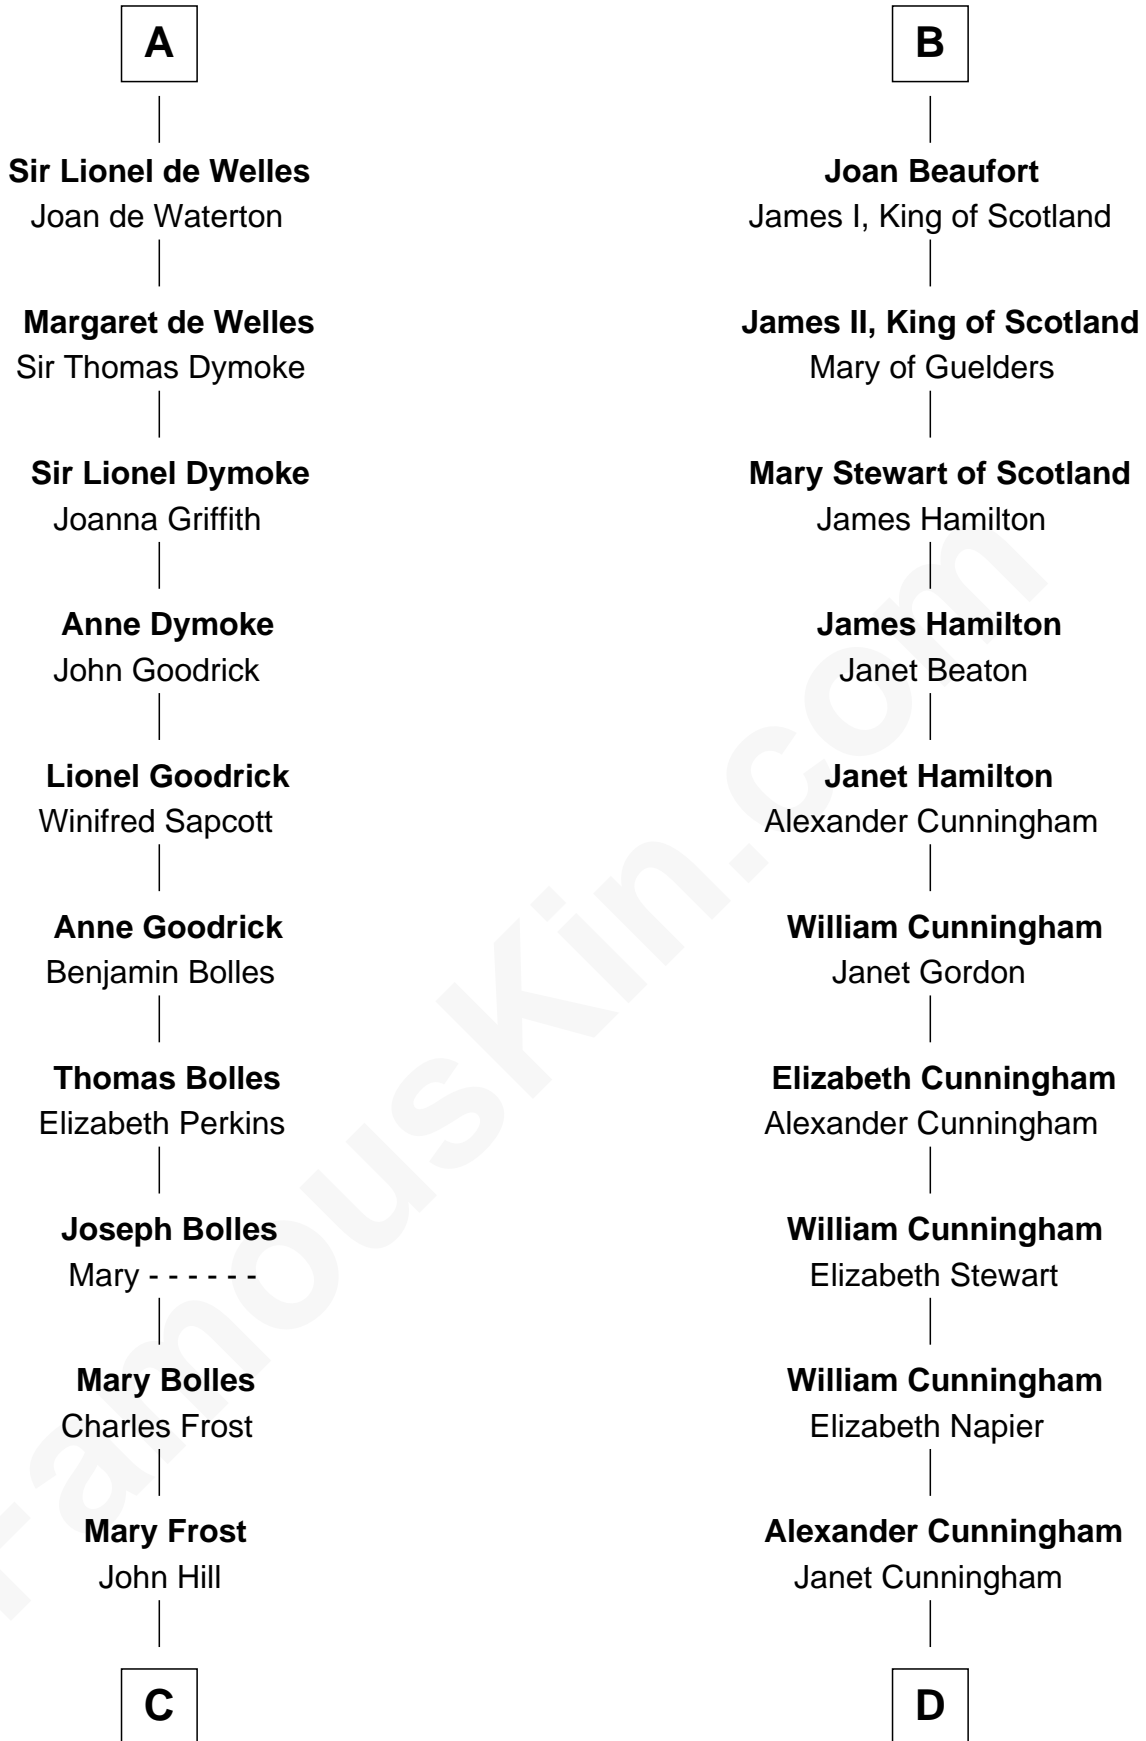 A
Sir Lionel de Welles
Joan de Waterton
Margaret de Welles
Sir Thomas Dymoke
Sir Lionel Dymoke
Joanna Griffith
Anne Dymoke
John Goodrick
Lionel Goodrick
Winifred Sapcott
Anne Goodrick
Benjamin Bolles
Thomas Bolles
Elizabeth Perkins
Joseph Bolles
Mary - - - - - -
Mary Bolles
Charles Frost
Mary Frost
John Hill
C
B
Joan Beaufort
James I, King of Scotland
James II, King of Scotland
Mary of Guelders
Mary Stewart of Scotland
James Hamilton
James Hamilton
Janet Beaton
Janet Hamilton
Alexander Cunningham
William Cunningham
Janet Gordon
Elizabeth Cunningham
Alexander Cunningham
William Cunningham
Elizabeth Stewart
William Cunningham
Elizabeth Napier
Alexander Cunningham
Janet Cunningham
D
FamousKin.com